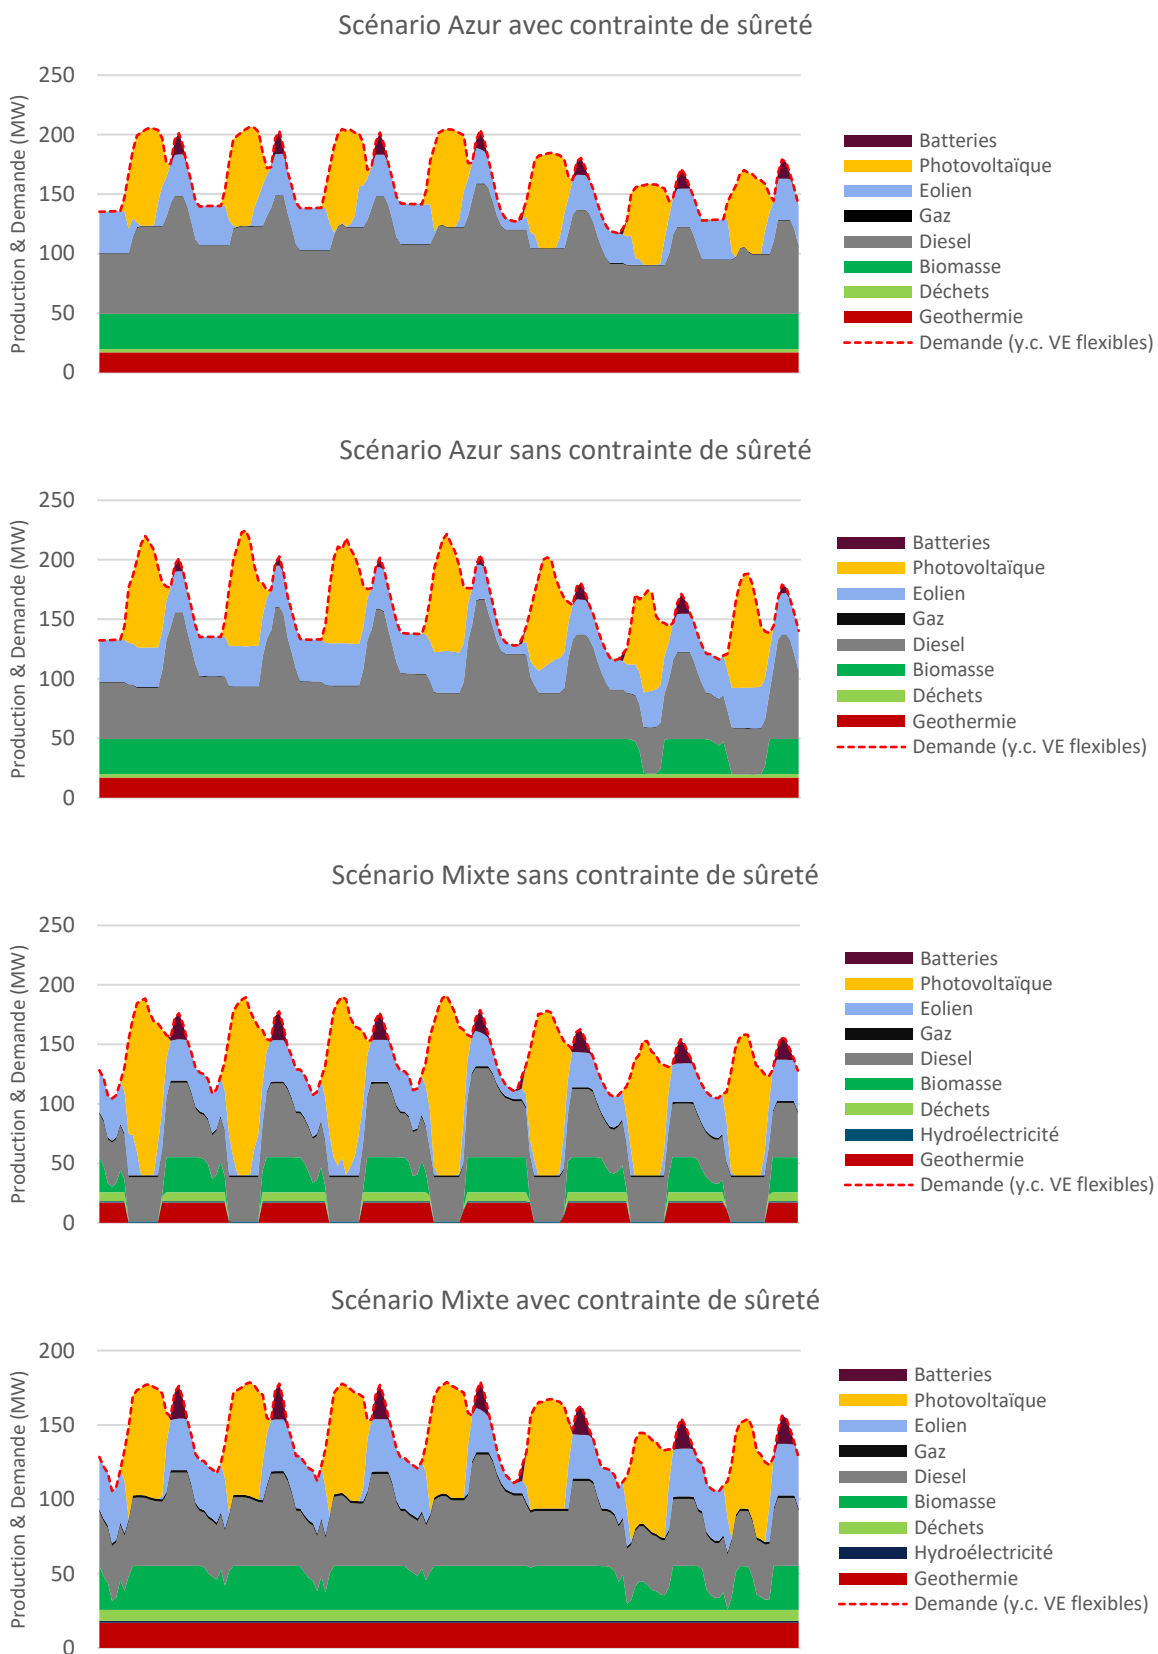 Scénario Azur avec contrainte de sûreté
Production & Demande (MW)
250
200
150
100
50
0
Batteries
Photovoltaïque
Eolien
Gaz
Diesel
Biomasse
Déchets
Geothermie
Demande (y.c. VE flexibles)
Scénario Azur sans contrainte de sûreté
Production & Demande (MW)
250
200
150
100
50
0
Batteries
Photovoltaïque
Eolien
Gaz
Diesel
Biomasse
Déchets
Geothermie
Demande (y.c. VE flexibles)
Scénario Mixte sans contrainte de sûreté
Production & Demande (MW)
250
200
150
100
50
0
Batteries
Photovoltaïque
Eolien
Gaz
Diesel
Biomasse
Déchets
Hydroélectricité
Geothermie
Demande (y.c. VE flexibles)
Scénario Mixte avec contrainte de sûreté
Production & Demande (MW)
200
150
100
50
0
Batteries
Photovoltaïque
Eolien
Gaz
Diesel
Biomasse
Déchets
Hydroélectricité
Geothermie
Demande (y.c. VE flexibles)